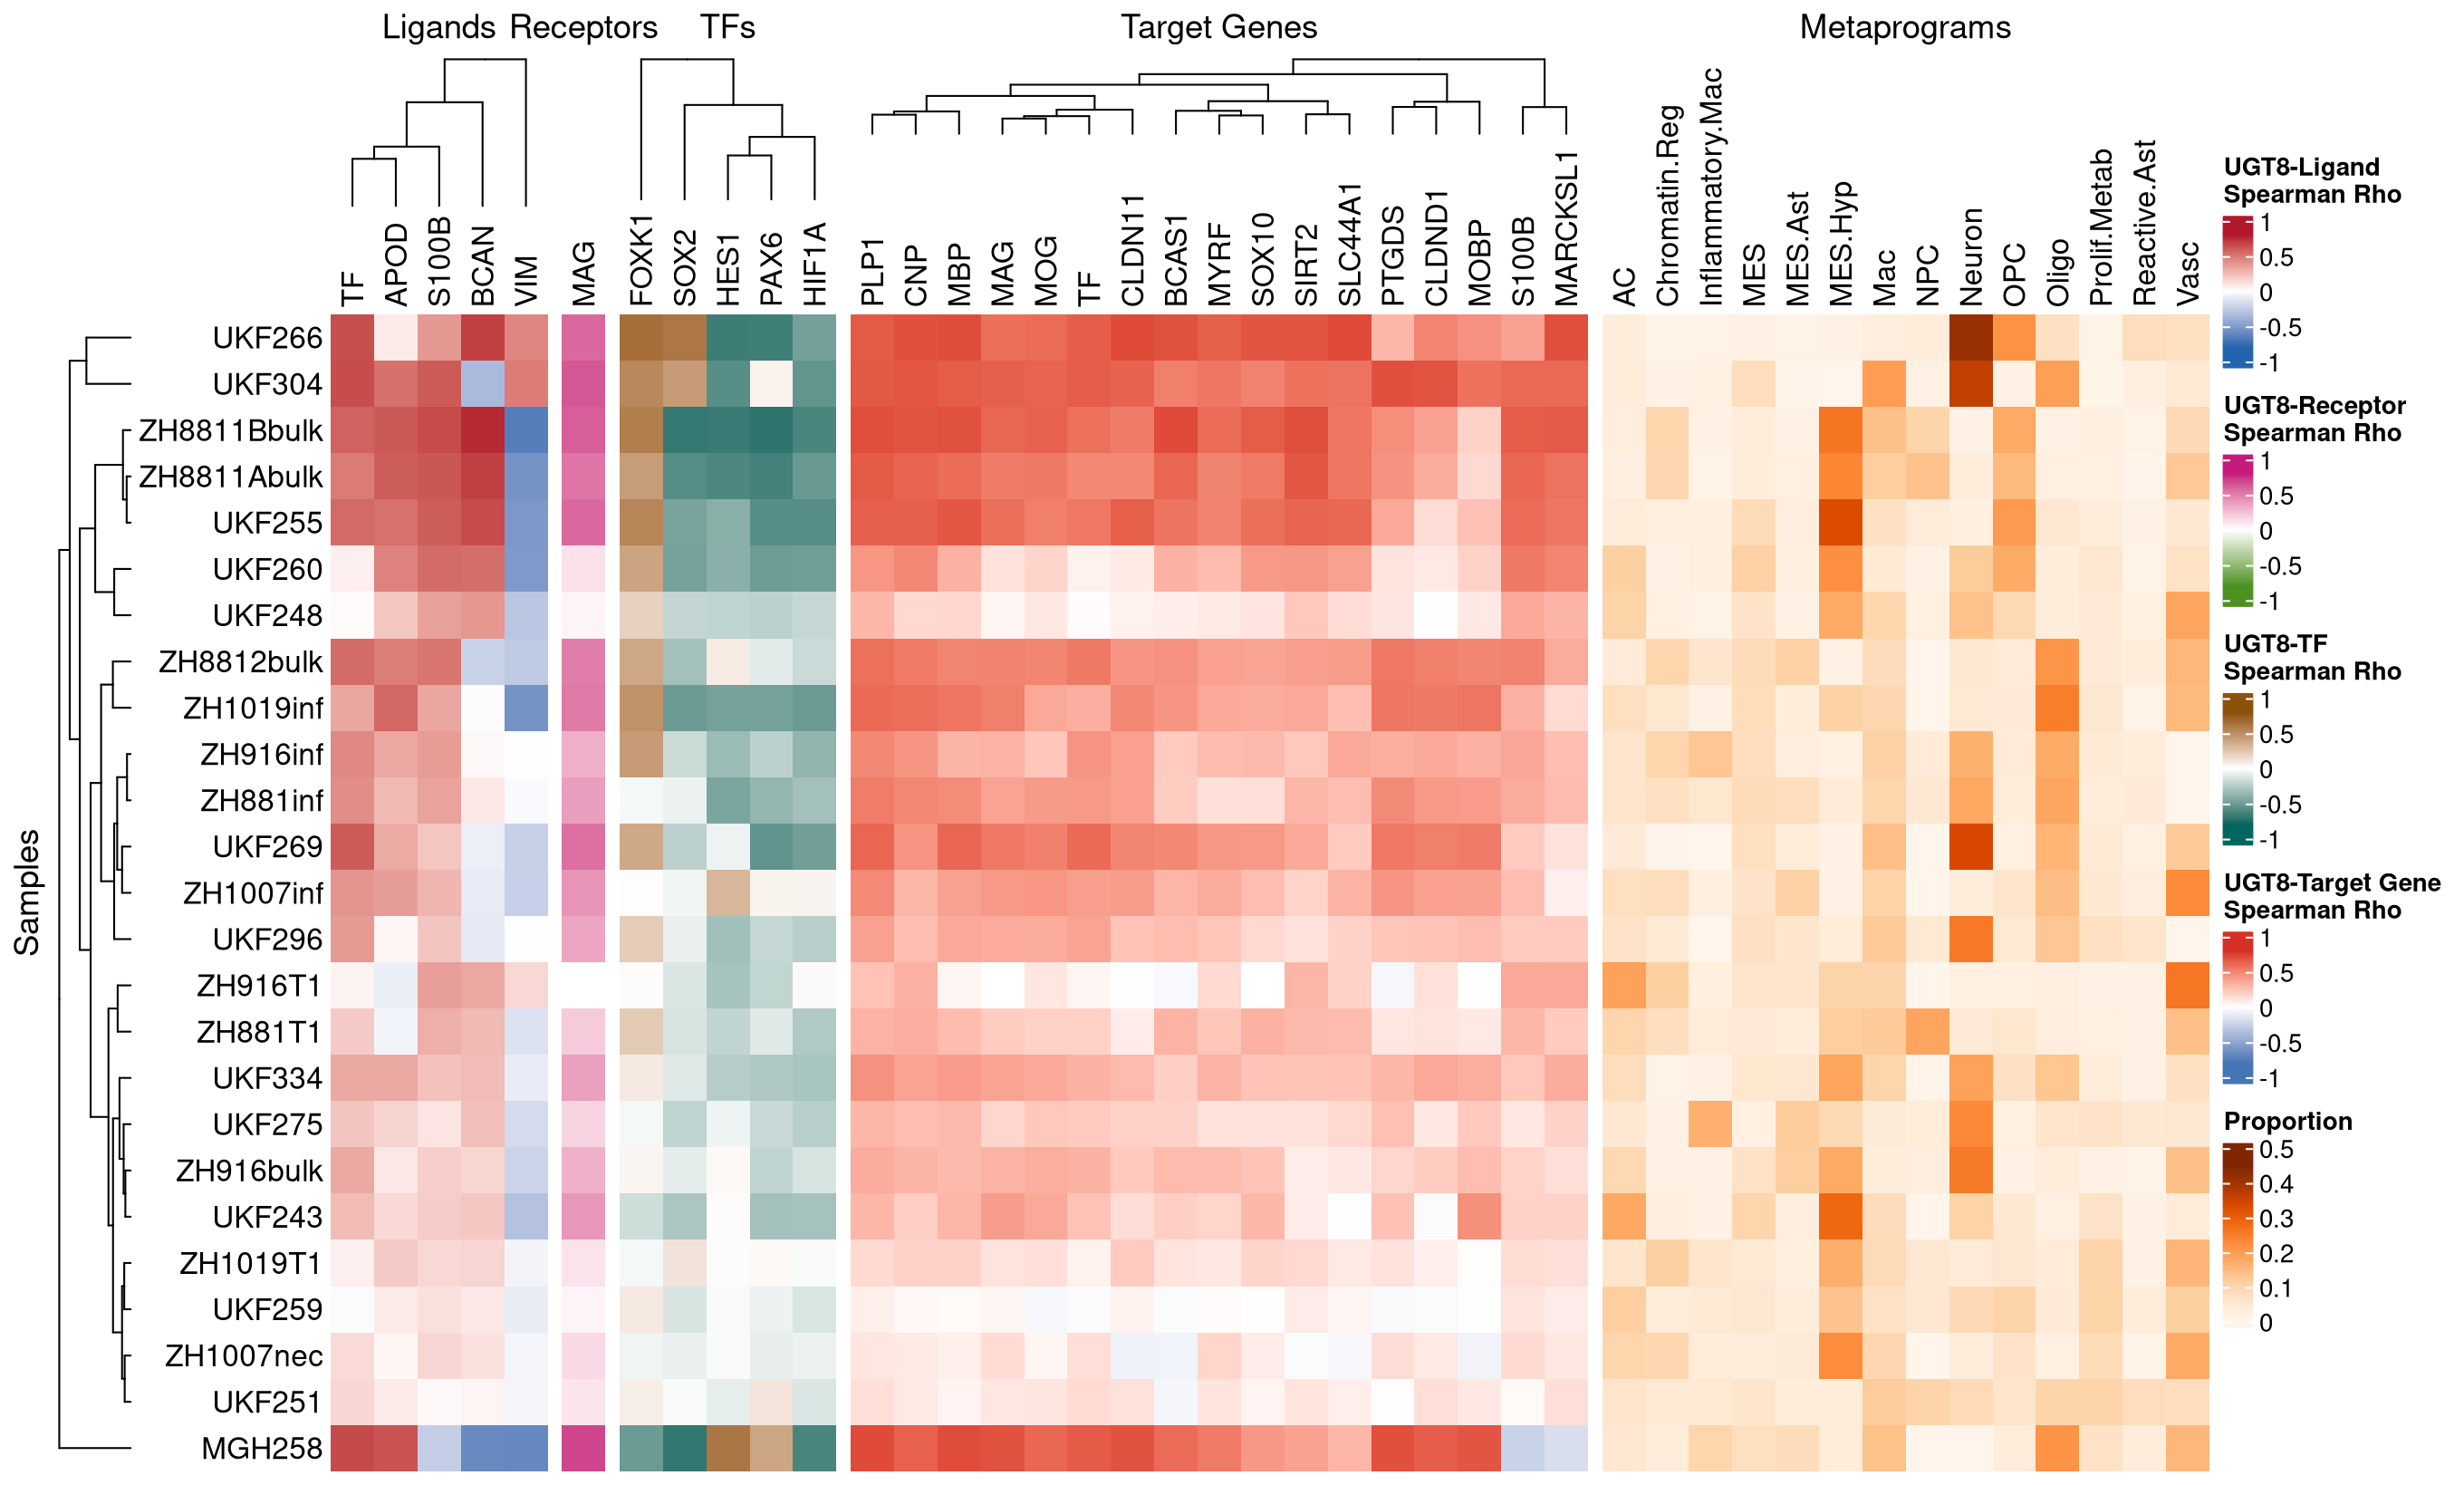 Ligands Receptors TFs Target Genes Metaprograms
TF APOD S100B BCAN VIM MAG FOXK1 SOX2 HES1 PAX6 HIF1A PLP1 CNP MBP MAG MOG TF CLDN11 BCAS1 MYRF SOX10 SIRT2 SLC44A1 PTGDS CLDND1 MOBP S100B MARCKSL1 AC Chromatin.Reg Inflammatory.Mac MES MES.Ast MES.Hyp Mac NPC Neuron OPC Oligo Prolif.Metab Reactive.Ast Vasc
Samples
UKF266
UKF304
ZH8811Bbulk
ZH8811Abulk
UKF255
UKF260
UKF248
ZH8812bulk
ZH1019inf
ZH916inf
ZH881inf
UKF269
ZH1007inf
UKF296
ZH916T1
ZH881T1
UKF334
UKF275
ZH916bulk
UKF243
ZH1019T1
UKF259
ZH1007nec
UKF251
MGH258
UGT8-Ligand
Spearman Rho
1
0.5
0
-0.5
-1
UGT8-Receptor
Spearman Rho
1
0.5
0
-0.5
-1
UGT8-TF
Spearman Rho
1
0.5
0
-0.5
-1
UGT8-Target Gene
Spearman Rho
1
0.5
0
-0.5
-1
Proportion
0.5
0.4
0.3
0.2
0.1
0